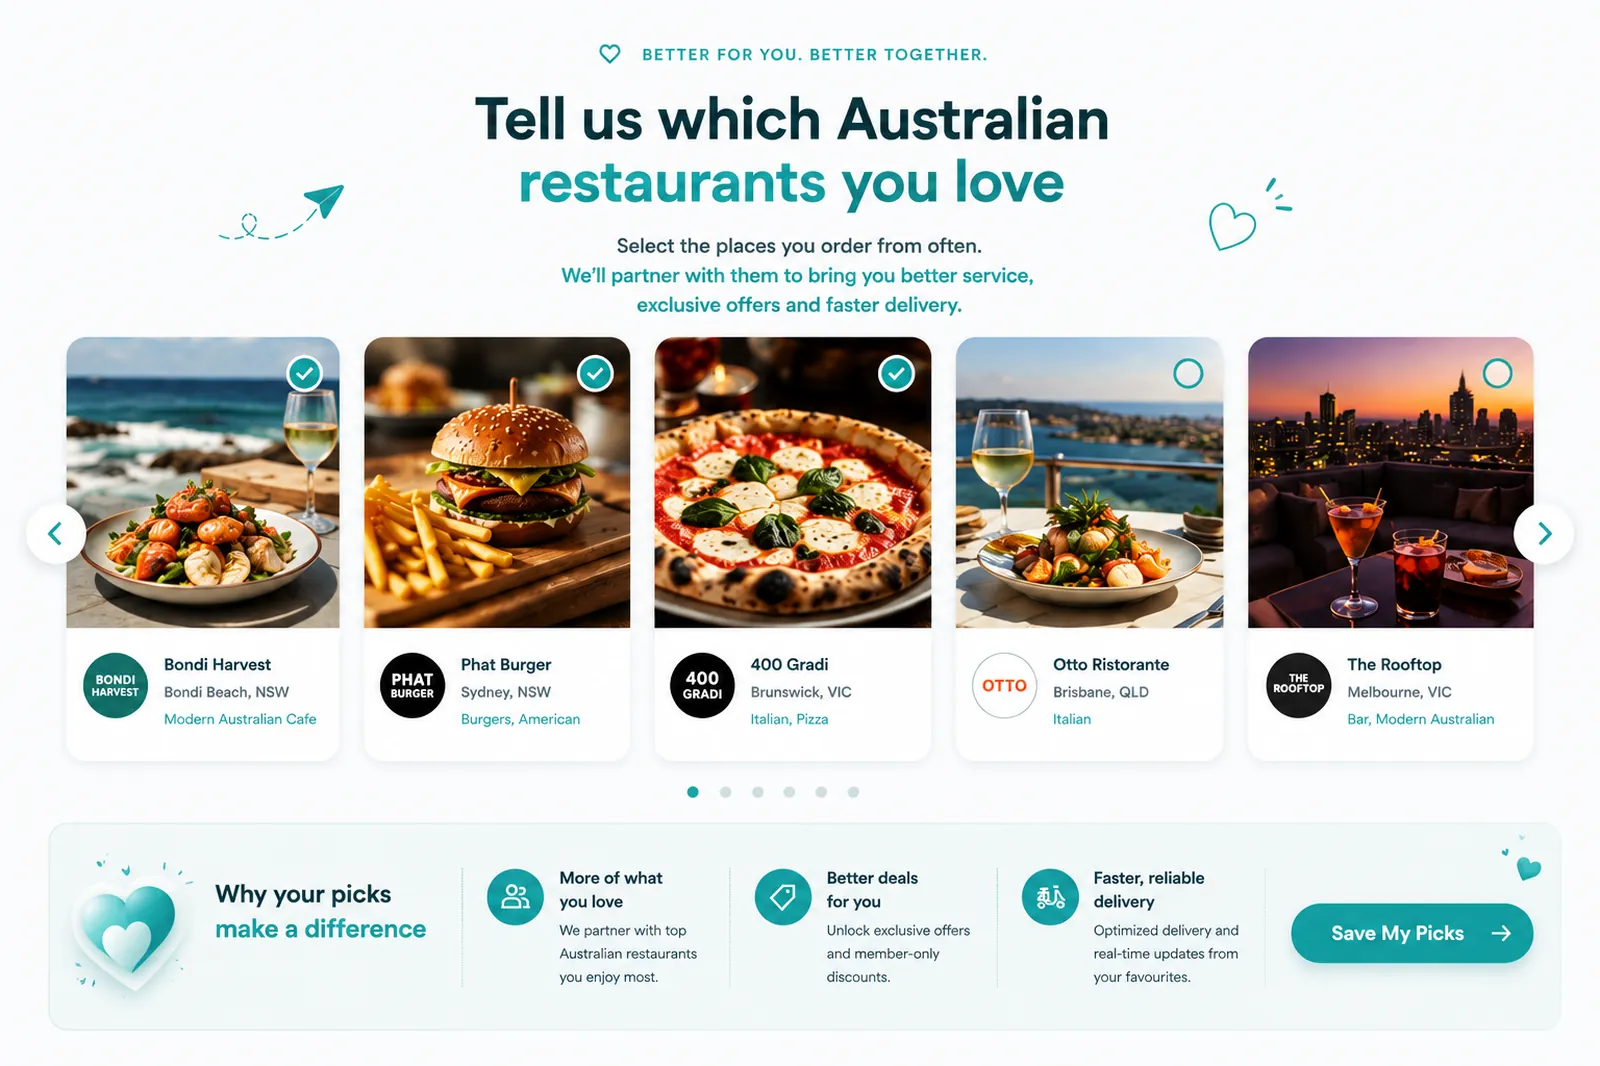 BETTER FOR YOU. BETTER TOGETHER.
Tell us which Australian
restaurants you love
Select the places you order from often.
We'll partner with them to bring you better service,
exclusive offers and faster delivery.
BONDI
HARVEST
Bondi Harvest
Bondi Beach, NSW
Modern Australian Cafe
PHAT
BURGER
Phat Burger
Sydney, NSW
Burgers, American
400
GRADI
400 Gradi
Brunswick, VIC
Italian, Pizza
OTTO
Otto Ristorante
Brisbane, QLD
Italian
THE
ROOFTOP
The Rooftop
Melbourne, VIC
Bar, Modern Australian
Why your picks
make a difference
More of what
you love
We partner with top
Australian restaurants
you enjoy most.
Better deals
for you
Unlock exclusive offers
and member-only
discounts.
Faster, reliable
delivery
Optimized delivery and
real-time updates from
your favourites.
Save My Picks